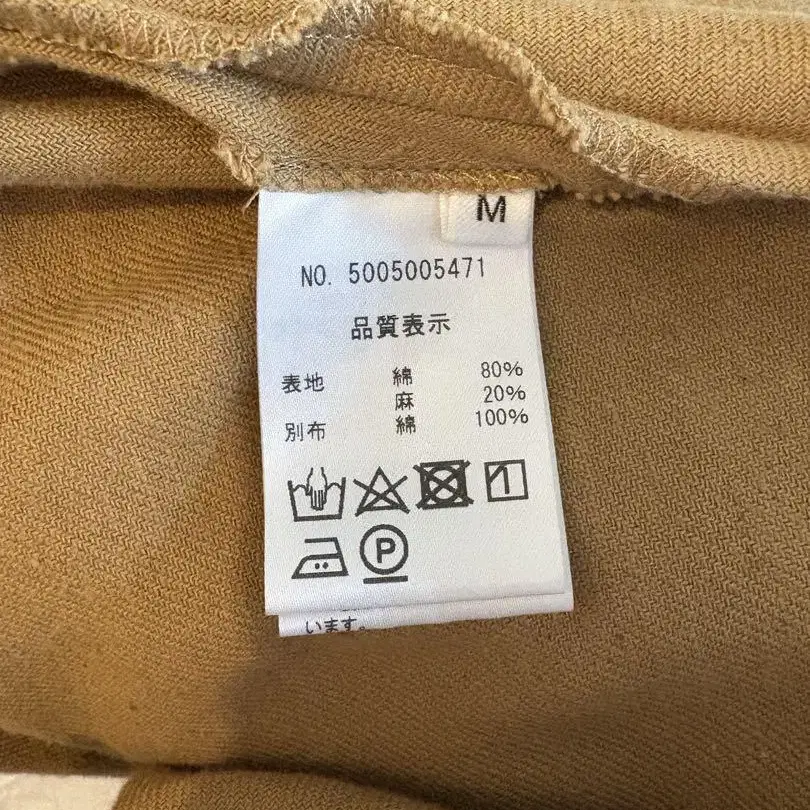 M
NO. 5005005471
品質表示
表地 綿 80%
麻 20%
別布 綿 100%
P
います。